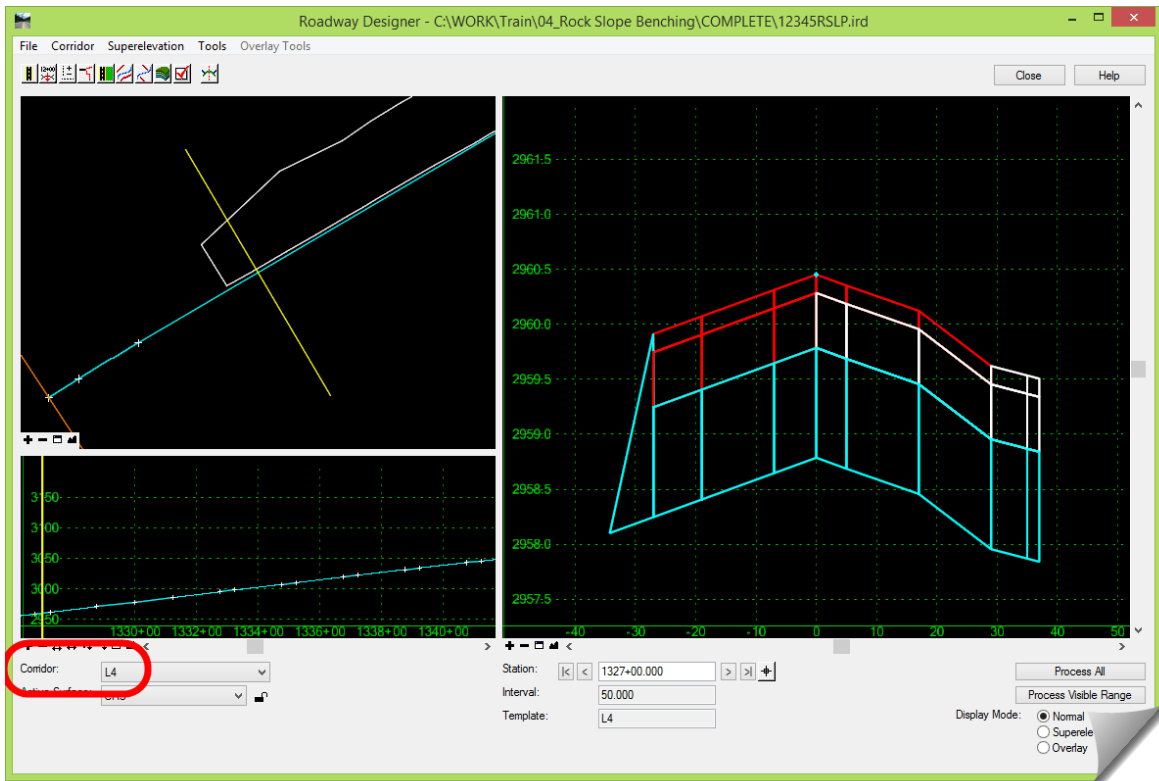 Roadway Designer - C:\WORK\Train\04_Rock Slope Benching\COMPLETE\12345RSLP.ird
File Corridor Superelevation Tools Overlay Tools
Close Help
2961.5
2961.0
2960.5
2960.0
2959.5
2959.0
2958.5
2958.0
2957.5
-40 -30 -20 -10 0 10 20 30 40 50
3100
3050
3000
1330+00 1332+00 1334+00 1336+00 1338+00 1340+00
Corridor: L4
Station: 1327+00.000
Interval: 50.000
Template: L4
Process All
Process Visible Range
Display Mode: Normal
Overlay